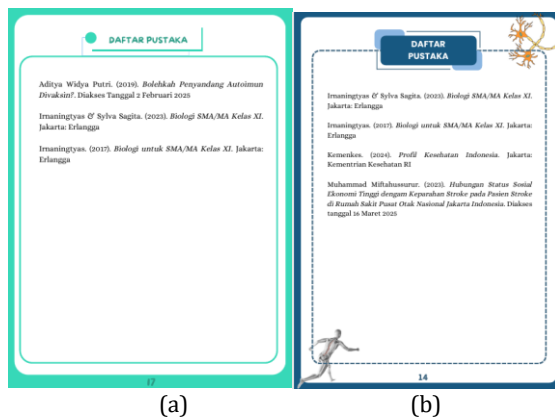 DAFTAR PUSTAKA
Aditya Widya Putri. (2019). Bolehkah Penyandang Autoimun
Divaksin?. Diakses Tanggal 2 Februari 2025
Irnaningtyas & Sylva Sagita. (2023). Biologi SMA/MA Kelas XI.
Jakarta: Erlangga
Irnaningtyas. (2017). Biologi untuk SMA/MA Kelas XI. Jakarta:
Erlangga
17
(a)
DAFTAR
PUSTAKA
Irnaningtyas & Sylva Sagita. (2023). Biologi SMA/MA Kelas XI.
Jakarta: Erlangga
Irnaningtyas. (2017). Biologi untuk SMA/MA Kelas XI. Jakarta:
Erlangga
Kemenkes. (2024). Profil Kesehatan Indonesia. Jakarta:
Kementrian Kesehatan RI
Muhammad Miftahussurur. (2023). Hubungan Status Sosial
Ekonomi Tinggi dengam Keparahan Stroke pada Pasien Stroke
di Rumah Sakit Pusat Otak Nasional Jakarta Indonesia. Diakses
tanggal 16 Maret 2025
14
(b)